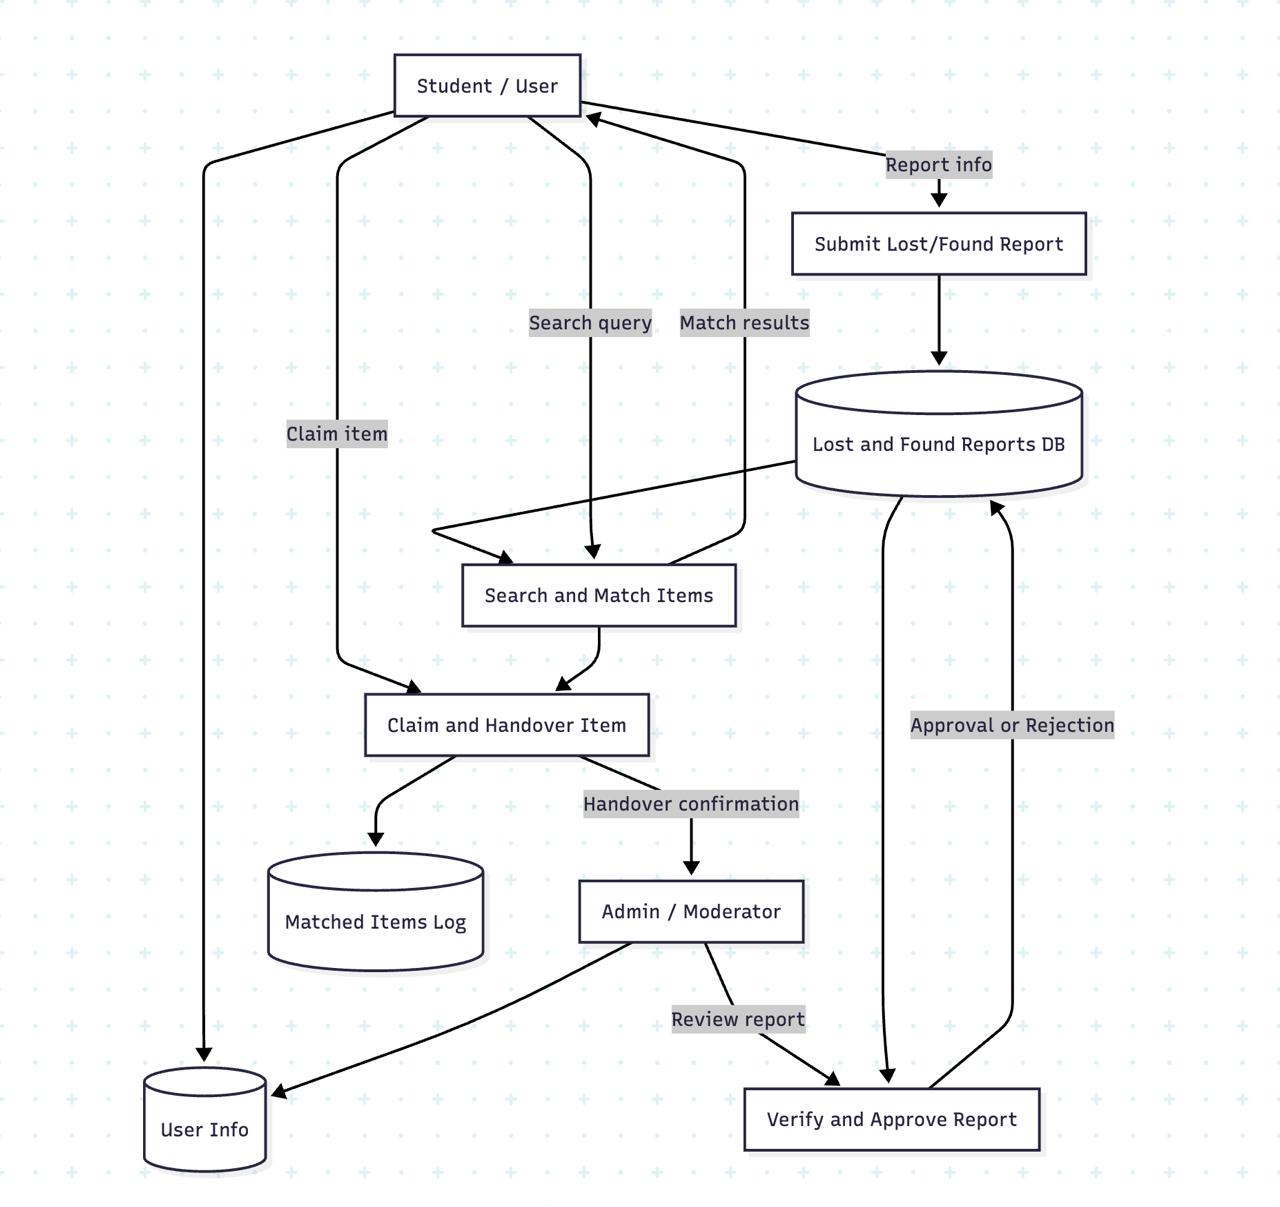 Student / User
Report info
Submit Lost/Found Report
Search query
Match results
Claim item
Lost and Found Reports DB
Search and Match Items
Claim and Handover Item
Approval or Rejection
Handover confirmation
Admin / Moderator
Matched Items Log
Review report
User Info
Verify and Approve Report